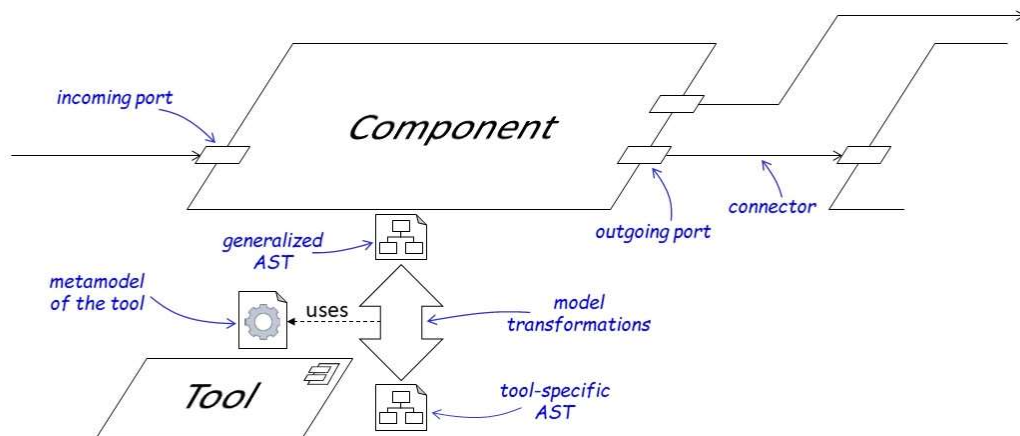 incoming port
Component
connector
outgoing port
generalized
AST
metamodel
of the tool
uses
model
transformations
Tool
tool-specific
AST